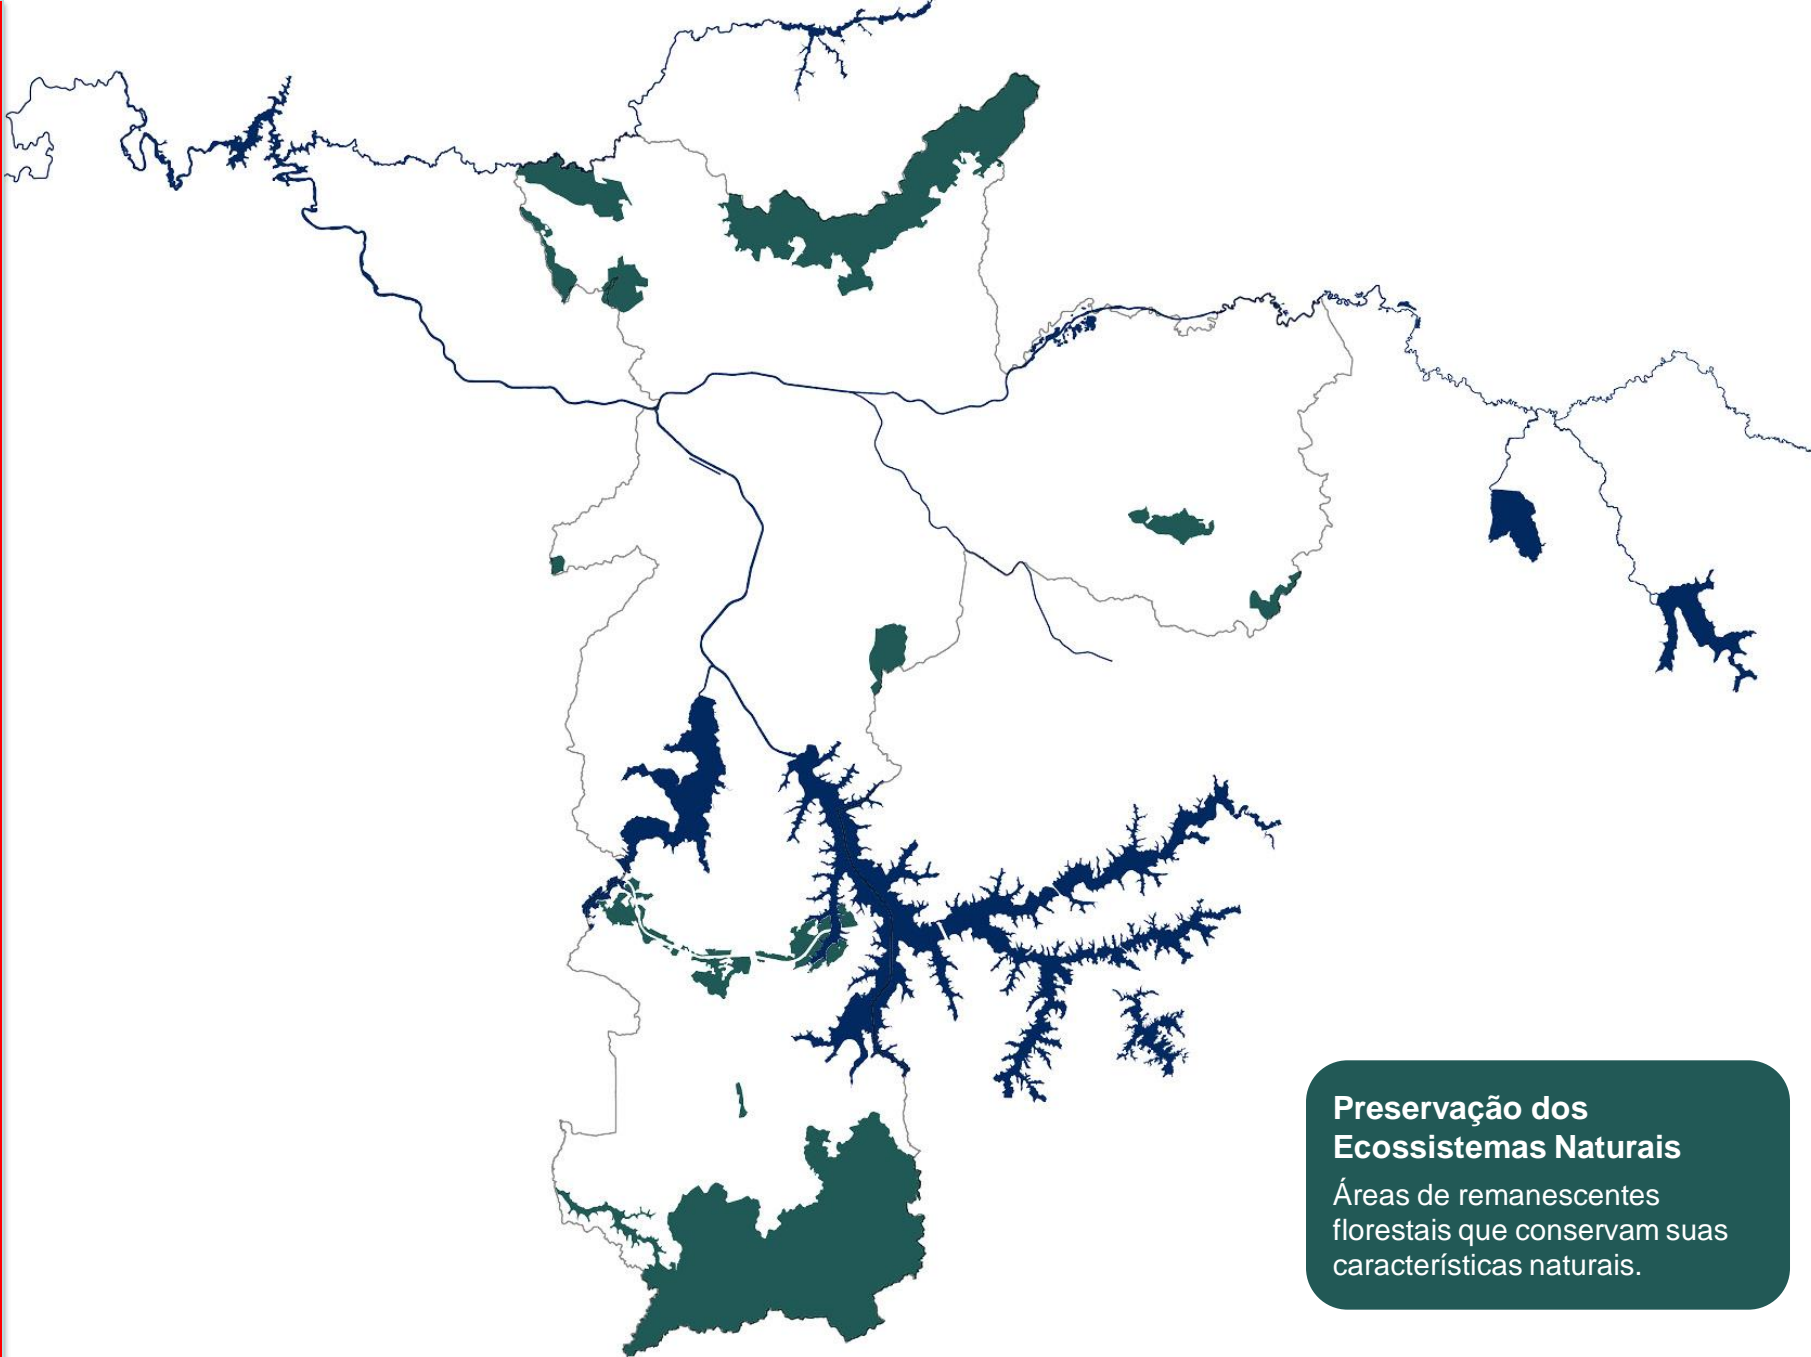 Preservação dos
Ecossistemas Naturais
Áreas de remanescentes
florestais que conservam suas
características naturais.